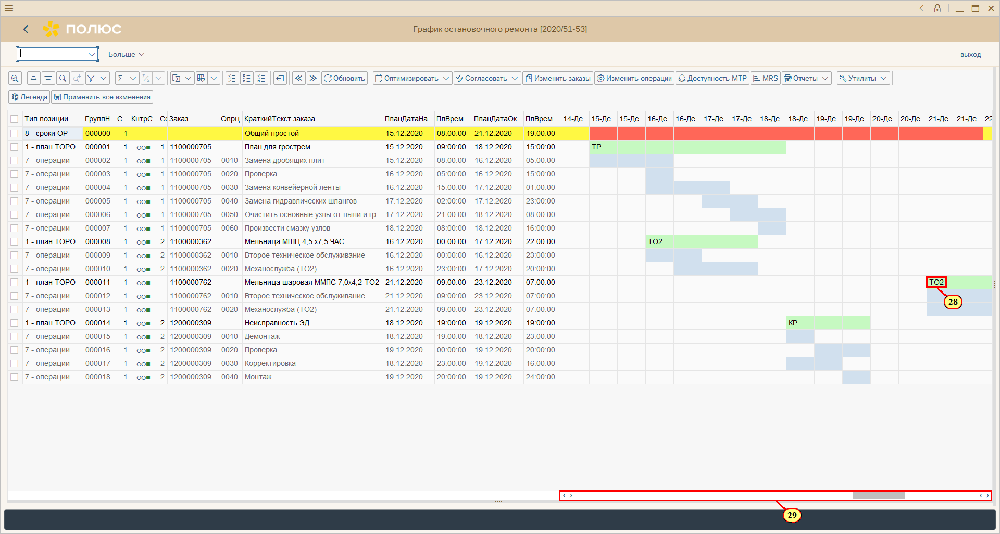 ПОЛЮС
График остановочного ремонта [2020/51-53]
Больше
выход
Обновить Оптимизировать Согласовать Изменить заказы Изменить операции Доступность МТР MRS Отчеты Утилиты
Легенда Применить все изменения
Тип позиции ГруппН... С... КнтрС... Сс Заказ Опрц КраткийТекст заказа ПланДатаНа ПлВрем... ПланДатаОк ПлВрем... 14-Де... 15-Де... 15-Де... 16-Де... 16-Де... 17-Де... 17-Де... 18-Де... 18-Де... 19-Де... 19-Де... 20-Де... 20-Де... 21-Де... 21-Де... 22
8 - сроки ОР 000000 1 Общий простой 15.12.2020 08:00:00 21.12.2020 19:00:00
1 - план ТОРО 000001 1 1 1100000705 План для грострем 15.12.2020 09:00:00 18.12.2020 15:00:00 ТР
7 - операции 000002 1 1 1100000705 0010 Замена дробящих плит 15.12.2020 08:00:00 16.12.2020 05:00:00
7 - операции 000003 1 1 1100000705 0020 Проверка 16.12.2020 05:00:00 16.12.2020 15:00:00
7 - операции 000004 1 1 1100000705 0030 Замена конвейерной ленты 16.12.2020 15:00:00 17.12.2020 01:00:00
7 - операции 000005 1 1 1100000705 0040 Замена гидравлических шлангов 17.12.2020 02:00:00 17.12.2020 23:00:00
7 - операции 000006 1 1 1100000705 0050 Очистить основные узлы от пыли и гр... 17.12.2020 21:00:00 18.12.2020 08:00:00
7 - операции 000007 1 1 1100000705 0060 Произвести смазку узлов 18.12.2020 08:00:00 18.12.2020 16:00:00
1 - план ТОРО 000008 1 2 1100000362 Мельница МШЦ 4,5 х7,5 ЧАС 16.12.2020 00:00:00 17.12.2020 22:00:00 ТО2
7 - операции 000009 1 2 1100000362 0010 Второе техническое обслуживание 16.12.2020 00:00:00 16.12.2020 23:00:00
7 - операции 000010 1 2 1100000362 0020 Механослужба (ТО2) 16.12.2020 23:00:00 17.12.2020 20:00:00
1 - план ТОРО 000011 1 1100000762 Мельница шаровая ММПС 7,0х4,2-ТО2 21.12.2020 09:00:00 23.12.2020 07:00:00 ТО2
7 - операции 000012 1 1100000762 0010 Второе техническое обслуживание 21.12.2020 09:00:00 23.12.2020 07:00:00
28
7 - операции 000013 1 1100000762 0020 Механослужба (ТО2) 21.12.2020 09:00:00 23.12.2020 07:00:00
1 - план ТОРО 000014 1 2 1200000309 Неисправность ЭД 18.12.2020 19:00:00 19.12.2020 19:00:00 КР
7 - операции 000015 1 2 1200000309 0010 Демонтаж 18.12.2020 19:00:00 18.12.2020 23:00:00
7 - операции 000016 1 2 1200000309 0020 Проверка 19.12.2020 00:00:00 19.12.2020 20:00:00
7 - операции 000017 1 2 1200000309 0030 Корректировка 18.12.2020 23:00:00 19.12.2020 16:00:00
7 - операции 000018 1 2 1200000309 0040 Монтаж 19.12.2020 20:00:00 19.12.2020 24:00:00
29